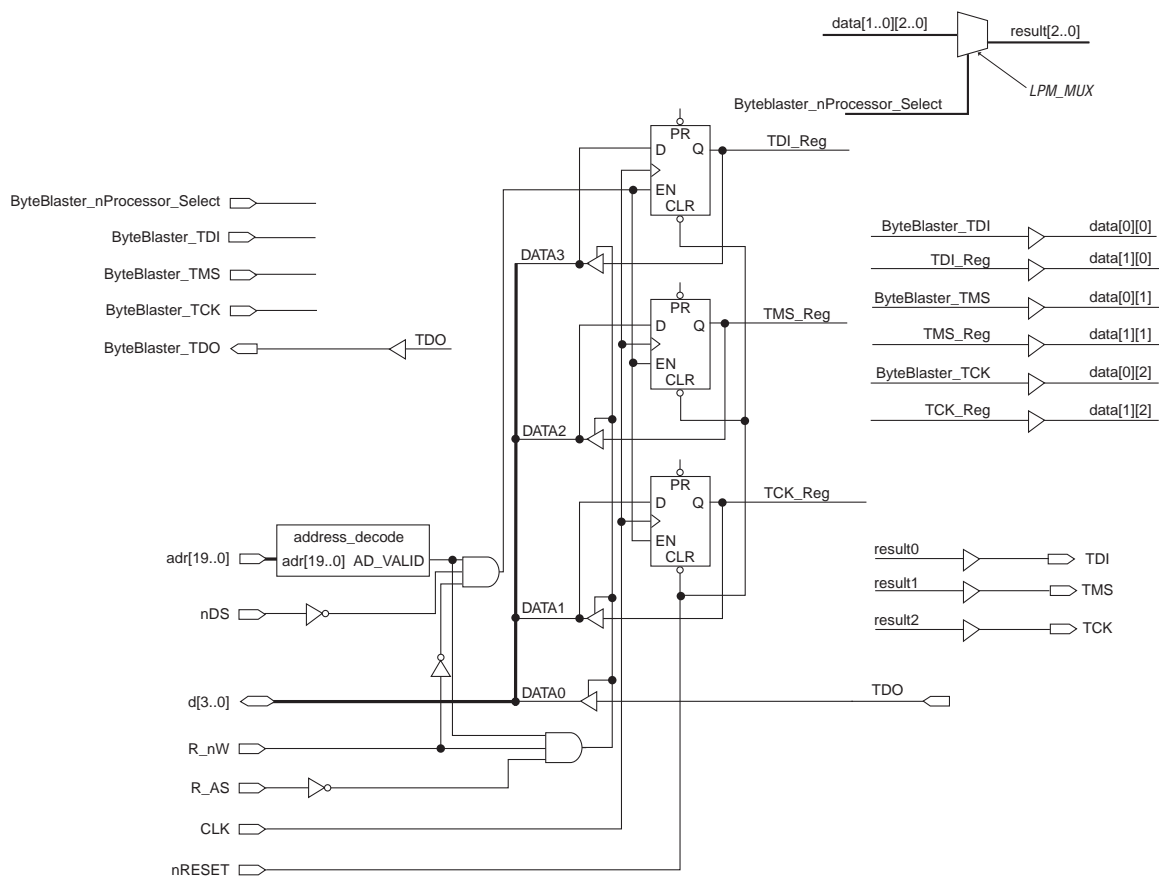 data[1..0][2..0]
result[2..0]
LPM_MUX
Byteblaster_nProcessor_Select
PR
D
Q
EN
CLR
TDI_Reg
ByteBlaster_nProcessor_Select
ByteBlaster_TDI
ByteBlaster_TMS
ByteBlaster_TCK
ByteBlaster_TDO
TDO
DATA3
PR
D
Q
EN
CLR
TMS_Reg
DATA2
PR
D
Q
EN
CLR
TCK_Reg
DATA1
ByteBlaster_TDI
data[0][0]
TDI_Reg
data[1][0]
ByteBlaster_TMS
data[0][1]
TMS_Reg
data[1][1]
ByteBlaster_TCK
data[0][2]
TCK_Reg
data[1][2]
adr[19..0]
address_decode
adr[19..0] AD_VALID
nDS
result0
TDI
result1
TMS
result2
TCK
d[3..0]
DATA0
TDO
R_nW
R_AS
CLK
nRESET